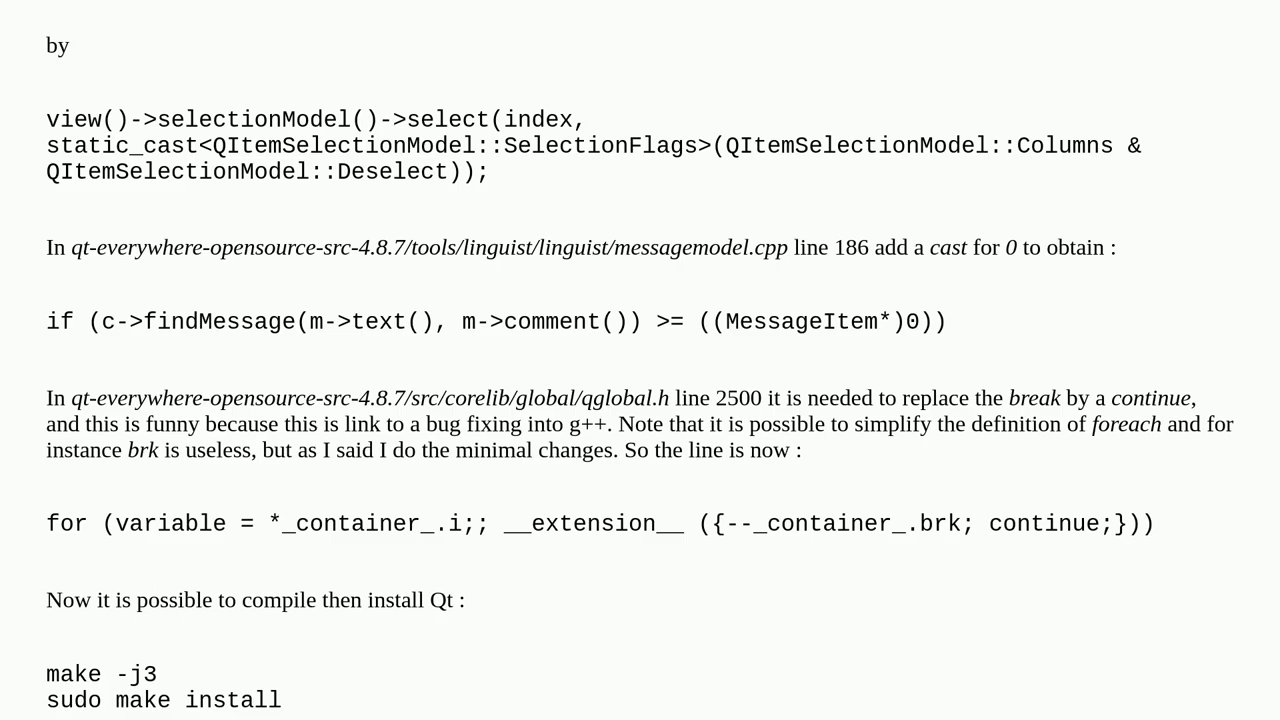 by
view()->selectionModel()->select(index,
static_cast<QItemSelectionModel::SelectionFlags>(QItemSelectionModel::Columns &
QItemSelectionModel::Deselect));
In qt-everywhere-opensource-src-4.8.7/tools/linguist/linguist/messagemodel.cpp line 186 add a cast for 0 to obtain :
if (c->findMessage(m->text(), m->comment()) >= ((MessageItem*)0))
In qt-everywhere-opensource-src-4.8.7/src/corelib/global/qglobal.h line 2500 it is needed to replace the break by a continue,
and this is funny because this is link to a bug fixing into g++. Note that it is possible to simplify the definition of foreach and for
instance brk is useless, but as I said I do the minimal changes. So the line is now :
for (variable = *_container_.i;; __extension__ ({--_container_.brk; continue;}))
Now it is possible to compile then install Qt :
make -j3
sudo make install